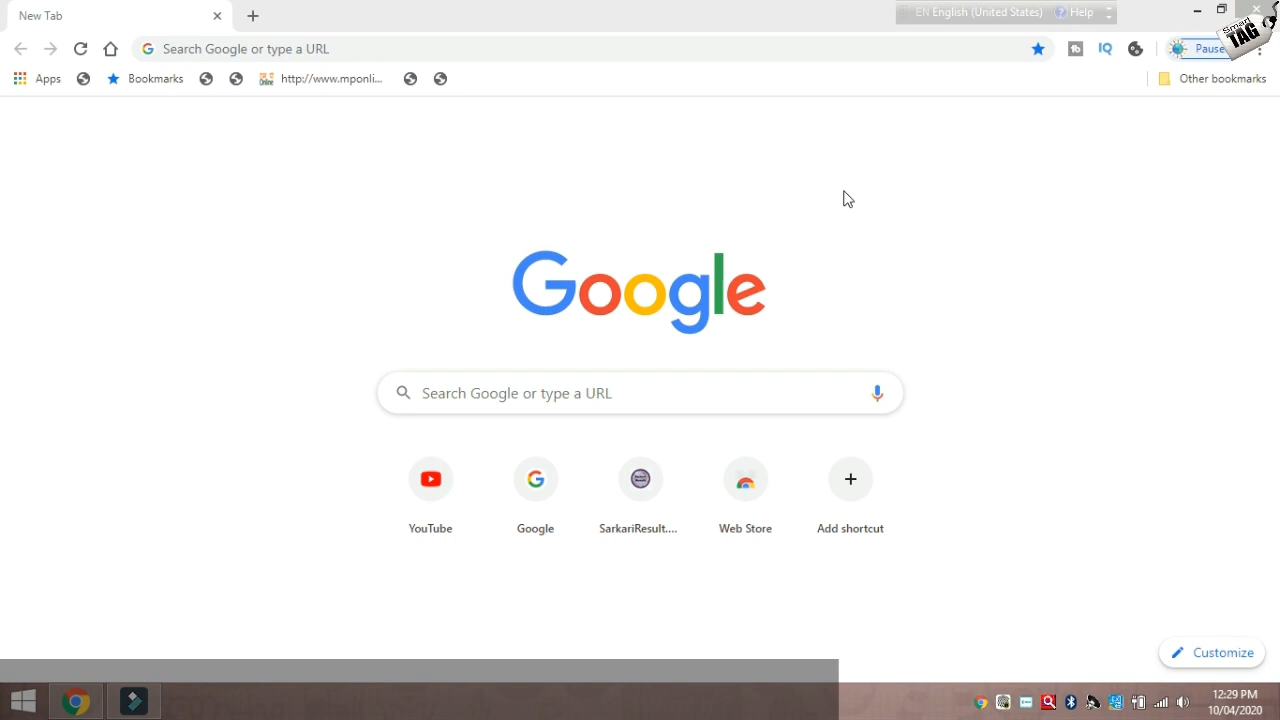 New Tab
EN English (United States) Help
Smart
TAG
Search Google or type a URL
IQ
Pause
Apps
Bookmarks
http://www.mponli...
Other bookmarks
Google
Search Google or type a URL
YouTube
Google
SarkariResult....
Web Store
Add shortcut
Customize
12:29 PM
10/04/2020